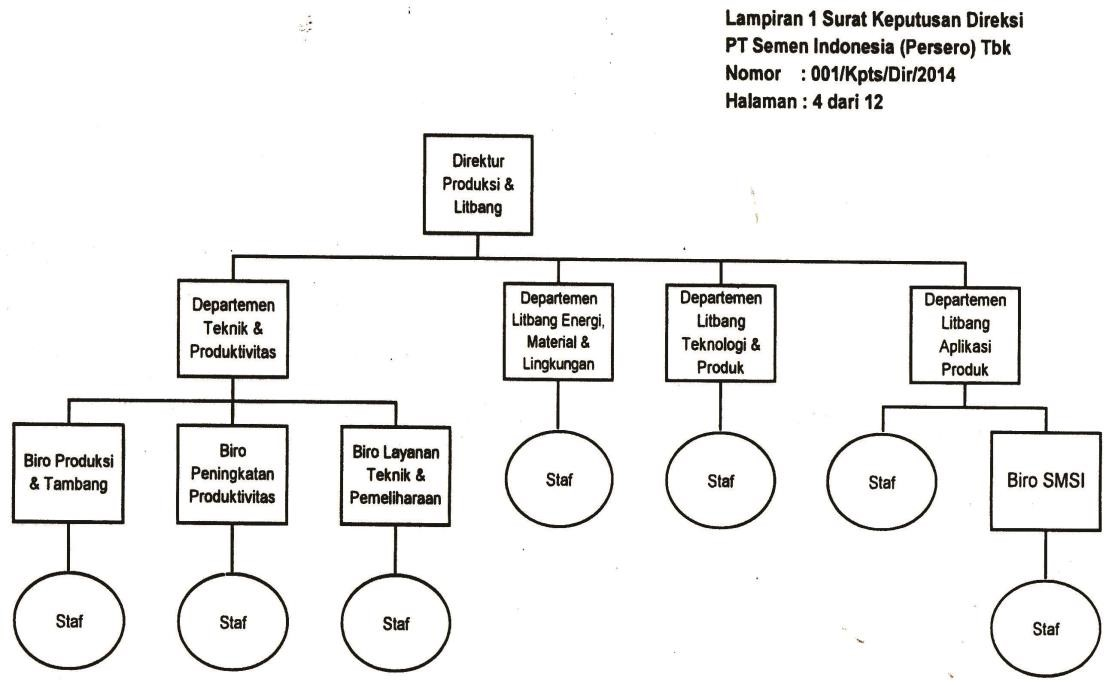 Lampiran 1 Surat Keputusan Direksi
PT Semen Indonesia (Persero) Tbk
Nomor : 001/Kpts/Dir/2014
Halaman : 4 dari 12
Direktur
Produksi &
Litbang
Departemen
Teknik &
Produktivitas
Departemen
Litbang Energi,
Material &
Lingkungan
Departemen
Litbang
Teknologi &
Produk
Departemen
Litbang
Aplikasi
Produk
Biro Produksi
& Tambang
Biro
Peningkatan
Produktivitas
Biro Layanan
Teknik &
Pemeliharaan
Staf
Staf
Staf
Biro SMSI
Staf
Staf
Staf
Staf